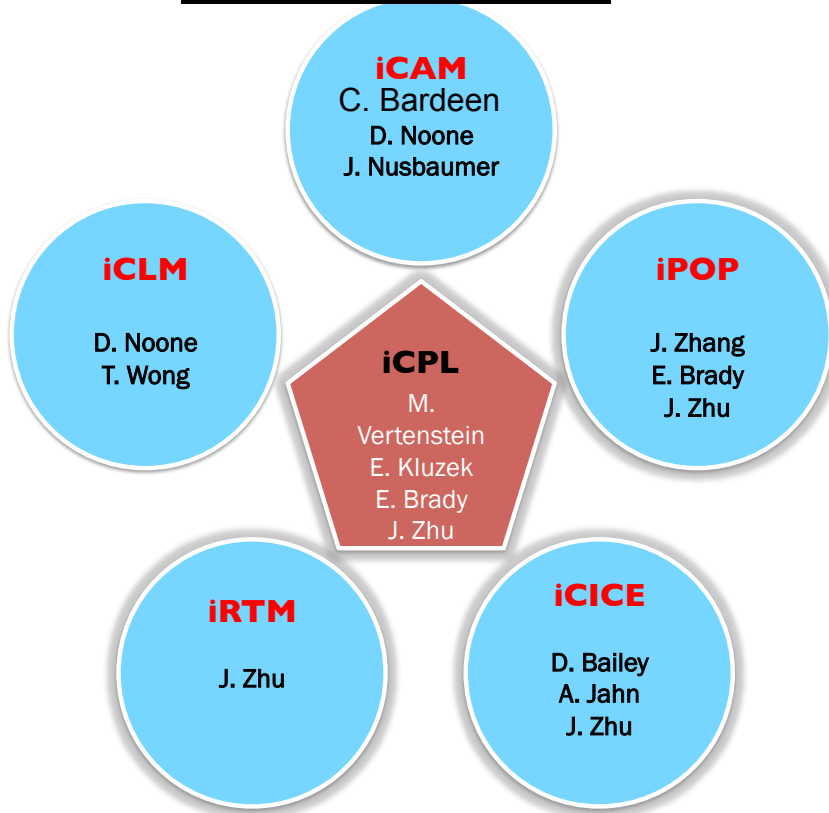 iCAM
C. Bardeen
D. Noone
J. Nusbaumer
iCLM
D. Noone
T. Wong
iPOP
J. Zhang
E. Brady
J. Zhu
iCPL
M.
Vertenstein
E. Kluzek
E. Brady
J. Zhu
iRTM
J. Zhu
iCICE
D. Bailey
A. Jahn
J. Zhu